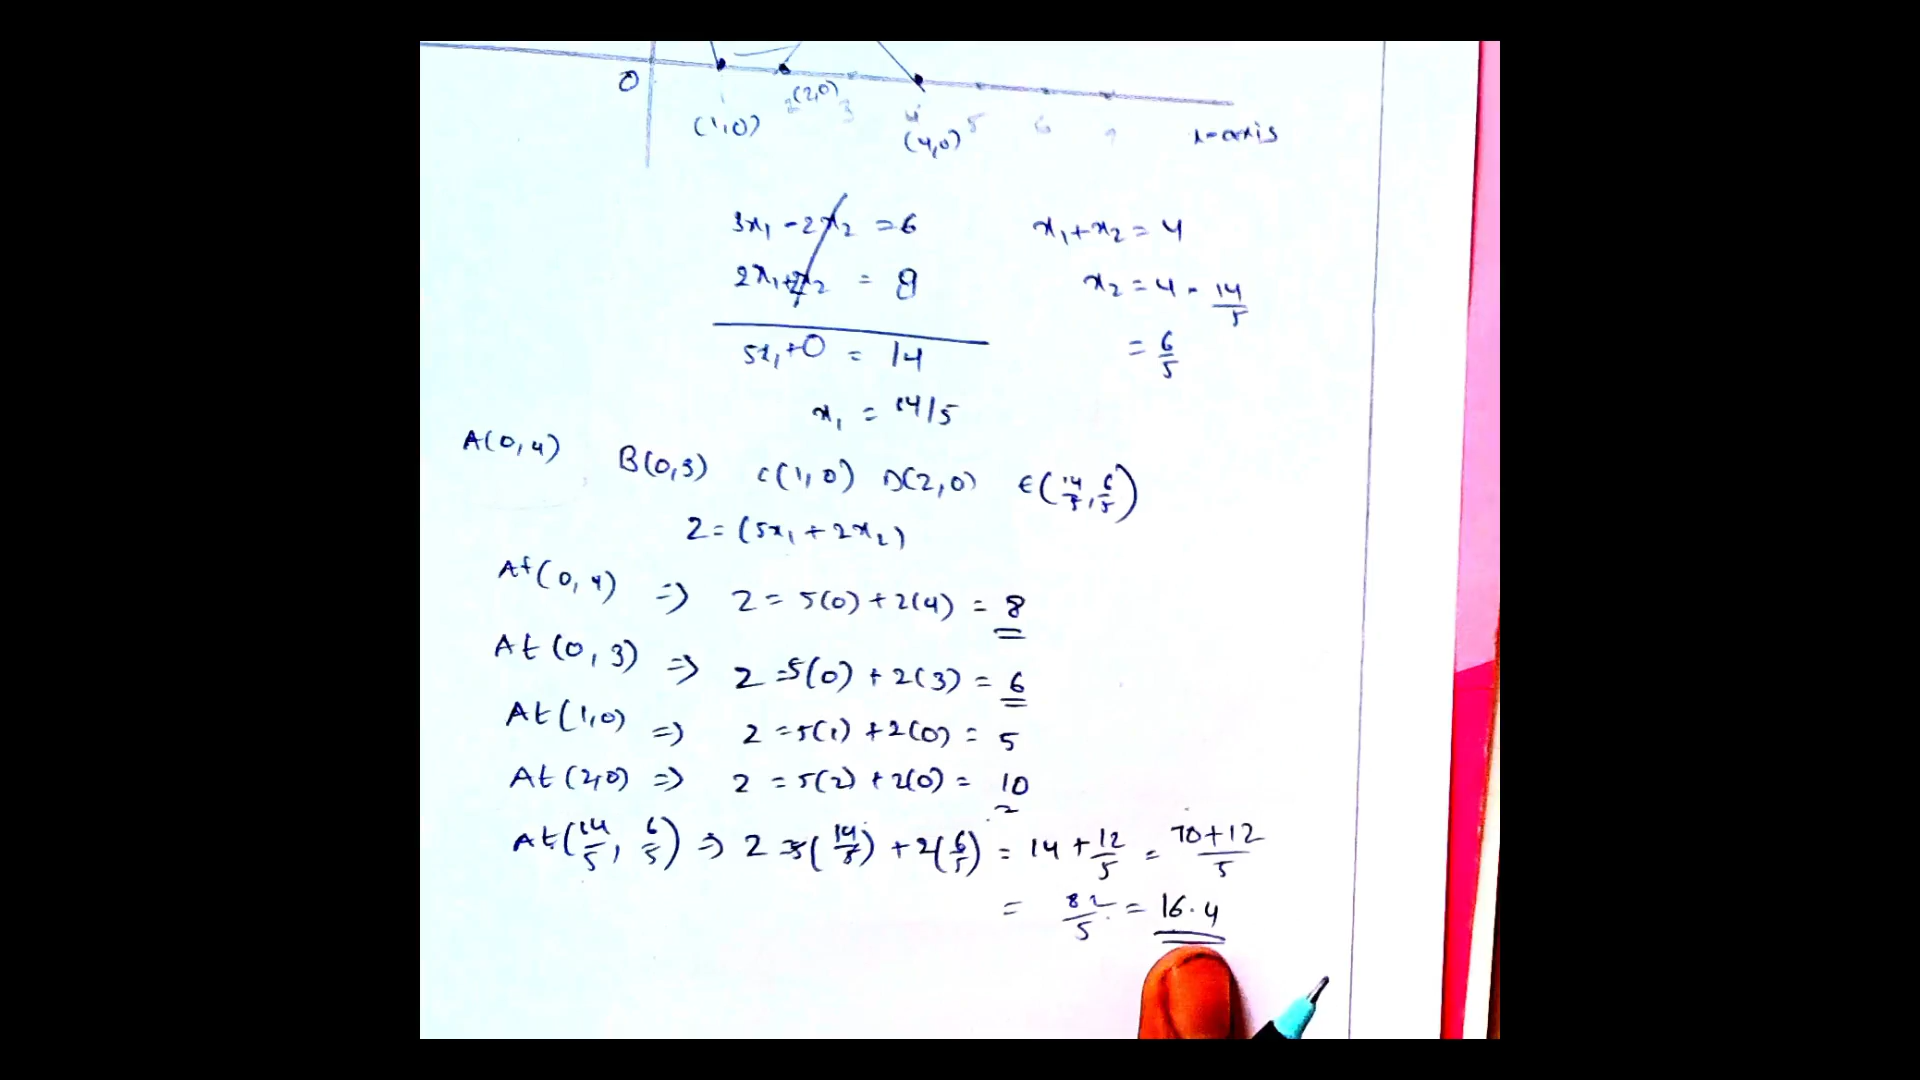 0
(1,0)
2(2,0)
3
4
(4,0)
5
6
7
x-axis
3x₁ - 2x₂ = 6
2x₁ + 2x₂ = 8
5x₁ + 0 = 14
x₁ = 14/5
x₁ + x₂ = 4
x₂ = 4 - 14/5
= 6/5
A(0,4) B(0,3) C(1,0) D(2,0) E(14/5, 6/5)
Z = (5x₁ + 2x₂)
At (0,4) => Z = 5(0) + 2(4) = 8
At (0,3) => Z = 5(0) + 2(3) = 6
At (1,0) => Z = 5(1) + 2(0) = 5
At (2,0) => Z = 5(2) + 2(0) = 10
At (14/5, 6/5) => Z = 5(14/5) + 2(6/5) = 14 + 12/5 = 70+12/5
= 82/5 = 16.4